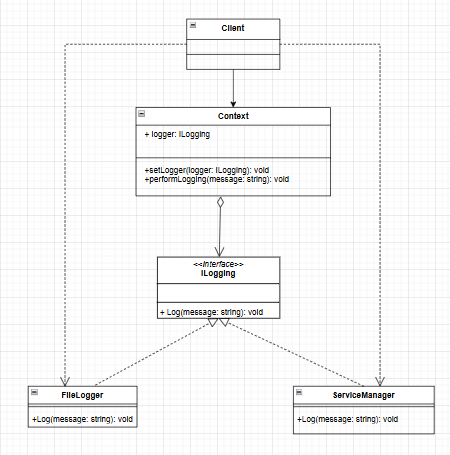 Client
Context
+ logger: ILogging
+setLogger(logger: ILogging): void
+performLogging(message: string): void
<<Interface>>
ILogging
+ Log(message: string): void
FileLogger
+Log(message: string): void
ServiceManager
+Log(message: string): void